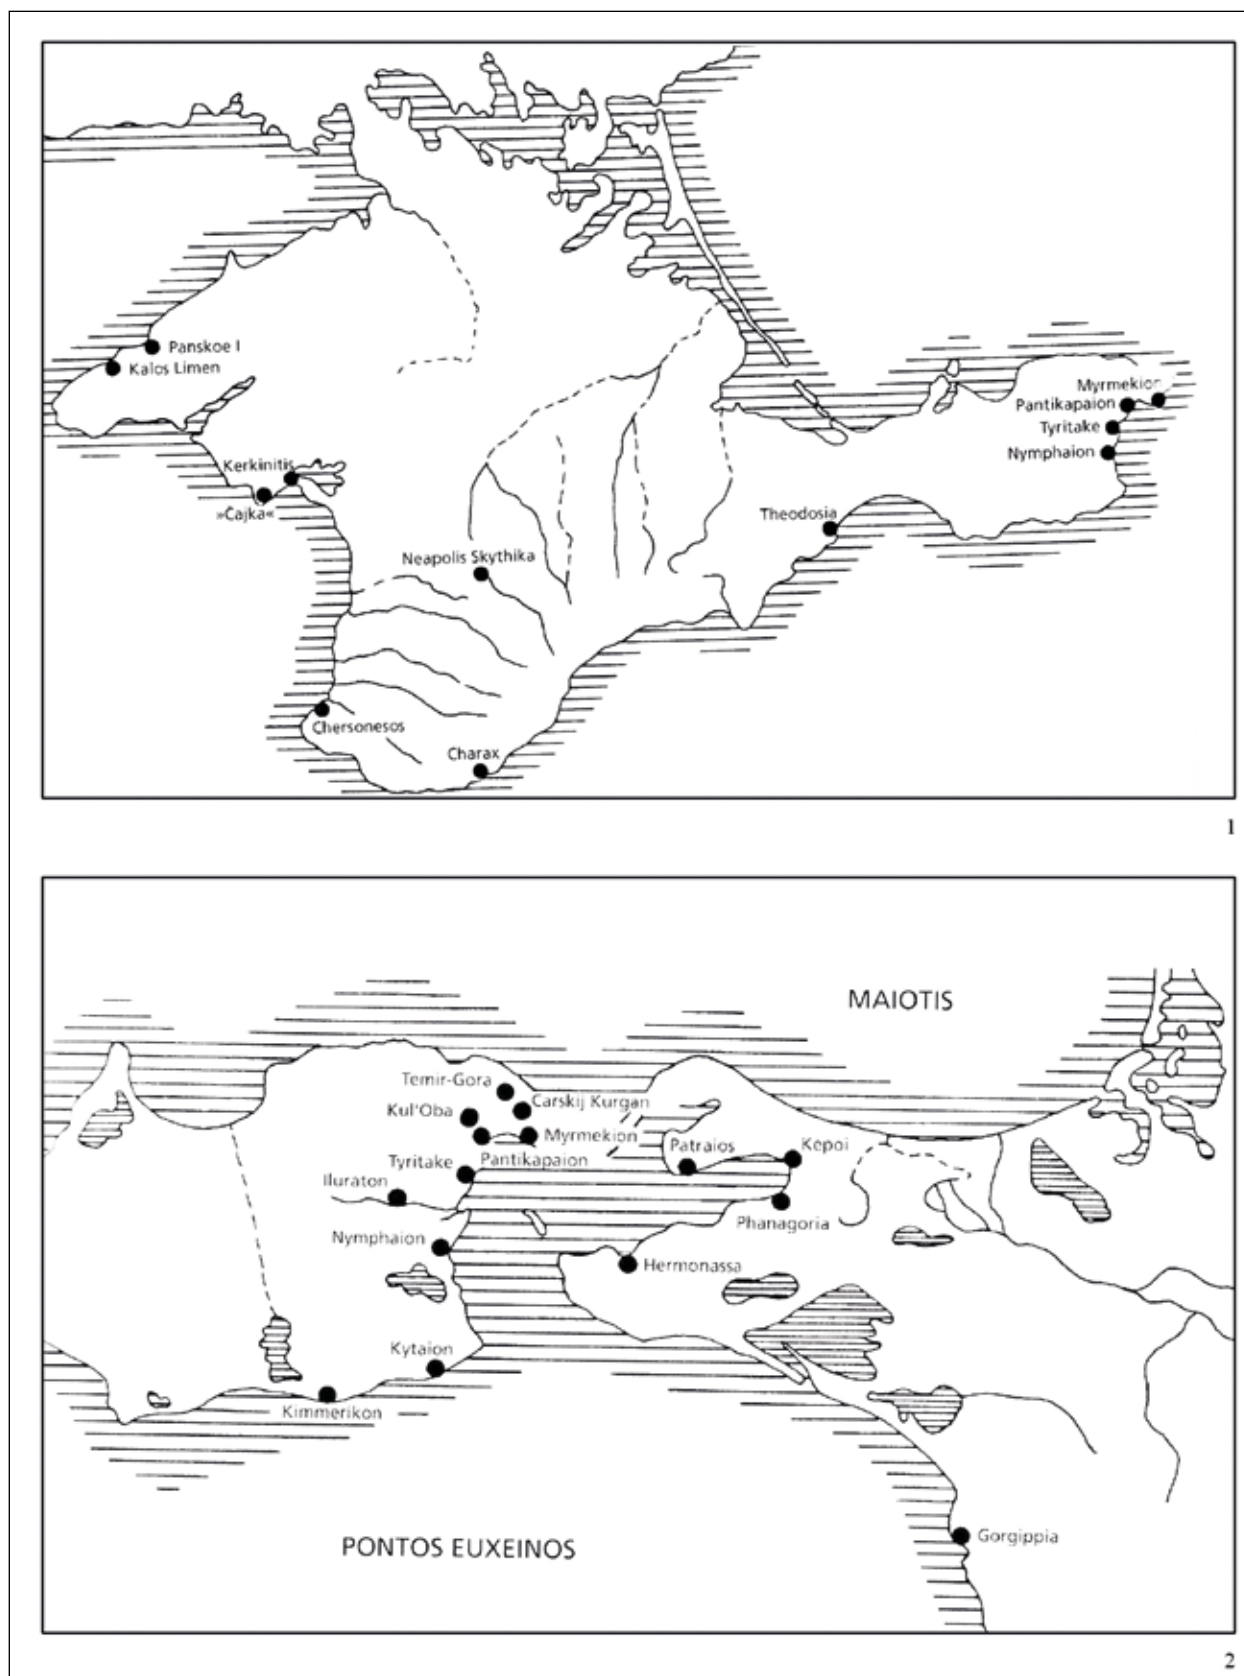 Panskoe I
Kalos Limen
Myrmekion
Pantikapaion
Tyritake
Nymphaion
Kerkinitis
»Čajka«
Theodosia
Neapolis Skythika
Chersonesos
Charax
1
MAIOTIS
Temir-Gora
Carskij Kurgan
Kul'Oba
Myrmekion
Patraios
Kepoi
Tyritake
Pantikapaion
Iluraton
Phanagoria
Nymphaion
Hermonassa
Kytaion
Kimmerikon
Gorgippia
PONTOS EUXEINOS
2